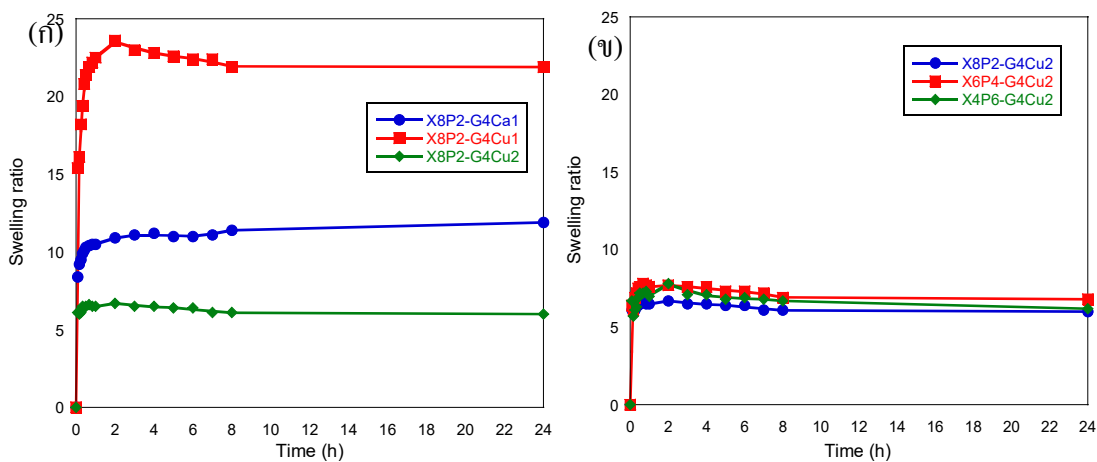 (ก)
25
20
15
10
5
0
Swelling ratio
X8P2-G4Ca1
X8P2-G4Cu1
X8P2-G4Cu2
0 2 4 6 8 10 12 14 16 18 20 22 24
Time (h)
(ข)
25
20
15
10
5
0
Swelling ratio
X8P2-G4Cu2
X6P4-G4Cu2
X4P6-G4Cu2
0 2 4 6 8 10 12 14 16 18 20 22 24
Time (h)